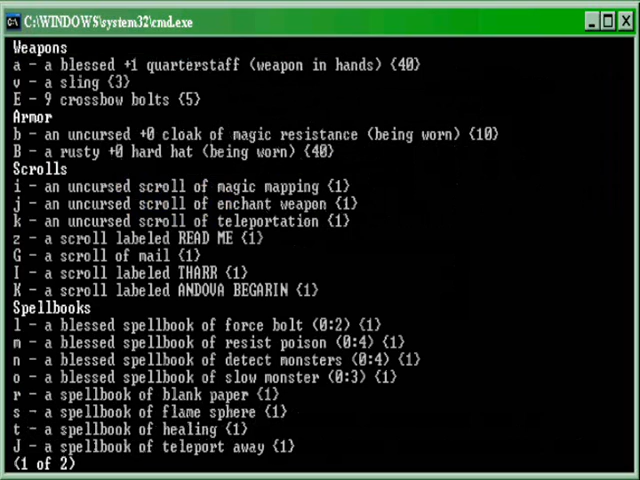 C:\WINDOWS\system32\cmd.exe
Weapons
a - a blessed +1 quarterstaff (weapon in hands) {40}
v - a sling {3}
E - 9 crossbow bolts {5}
Armor
b - an uncursed +0 cloak of magic resistance (being worn) {10}
B - a rusty +0 hard hat (being worn) {40}
Scrolls
i - an uncursed scroll of magic mapping {1}
j - an uncursed scroll of enchant weapon {1}
k - an uncursed scroll of teleportation {1}
z - a scroll labeled READ ME {1}
G - a scroll of mail {1}
I - a scroll labeled THARR {1}
K - a scroll labeled ANDOVA BEGARIN {1}
Spellbooks
l - a blessed spellbook of force bolt (0:2) {1}
m - a blessed spellbook of resist poison (0:4) {1}
n - a blessed spellbook of detect monsters (0:4) {1}
o - a blessed spellbook of slow monster (0:3) {1}
r - a spellbook of blank paper {1}
s - a spellbook of flame sphere {1}
t - a spellbook of healing {1}
J - a spellbook of teleport away {1}
(1 of 2)